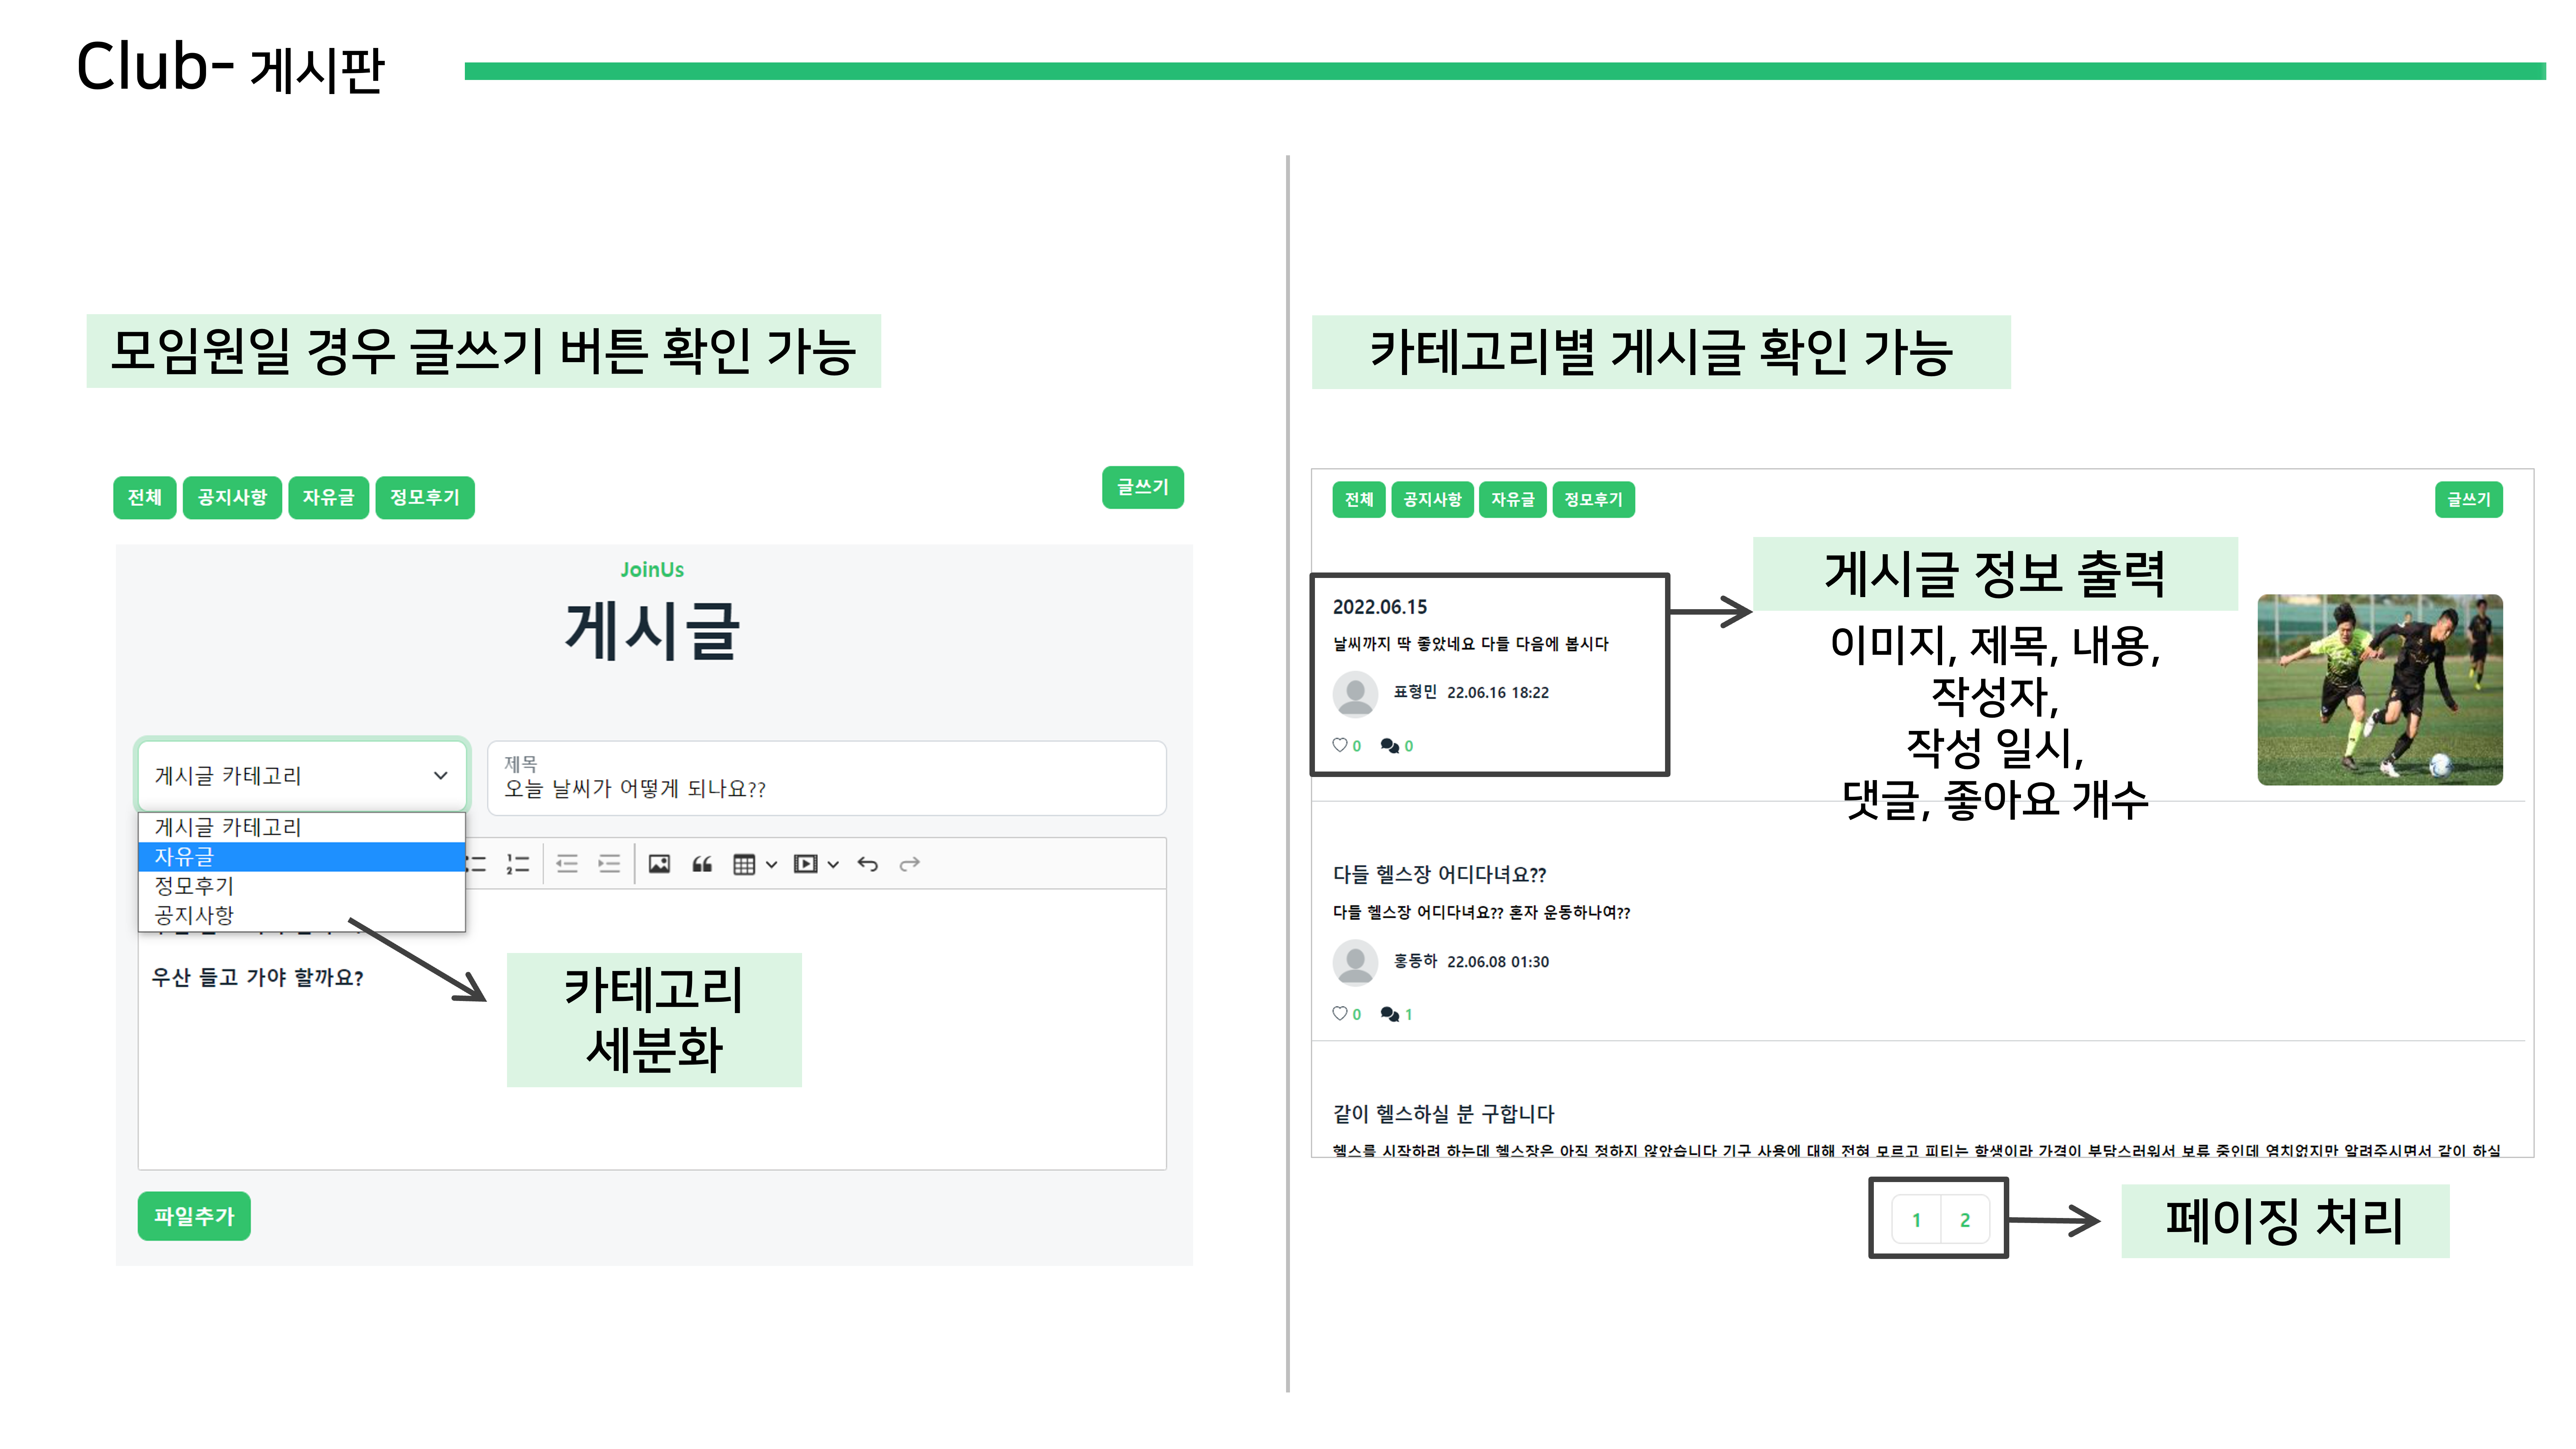 Club- 게시판
모임원일 경우 글쓰기 버튼 확인 가능
전체 공지사항 자유글 정모후기 글쓰기
JoinUs
게시글
게시글 카테고리
제목
오늘 날씨가 어떻게 되나요??
게시글 카테고리
자유글
정모후기
공지사항
우산 들고 가야 할까요?
카테고리
세분화
파일추가
카테고리별 게시글 확인 가능
전체 공지사항 자유글 정모후기 글쓰기
2022.06.15
날씨까지 딱 좋았네요 다들 다음에 봅시다
표형민 22.06.16 18:22
0 0
게시글 정보 출력
이미지, 제목, 내용,
작성자,
작성 일시,
댓글, 좋아요 개수
다들 헬스장 어디다녀요??
다들 헬스장 어디다녀요?? 혼자 운동하나여??
홍동하 22.06.08 01:30
0 1
같이 헬스하실 분 구합니다
헬스를 시작하려 하는데 헬스장은 아직 정하지 않았습니다 기구 사용에 대해 전혀 모르고 피티는 학생이라 가격이 부담스러워서 보류 중인데 염치없지만 알려주시면서 같이 하실
1 2
페이징 처리